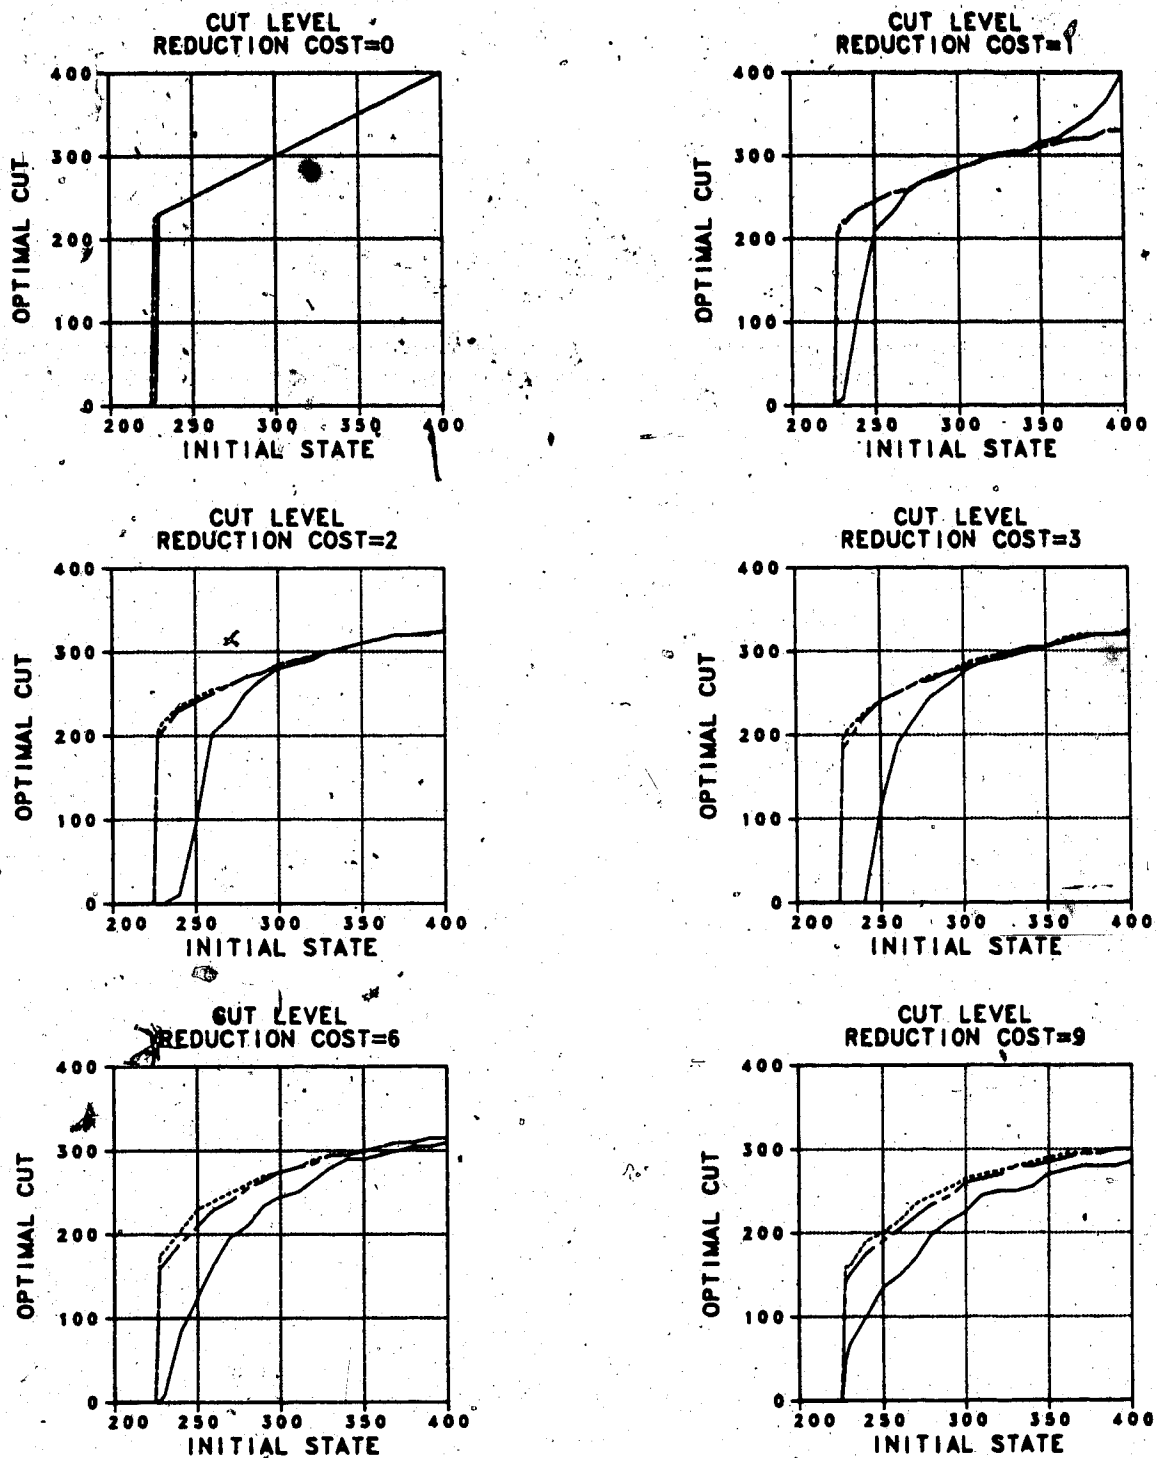 CUT LEVEL
REDUCTION COST=0
400
300
200
100
0
OPTIMAL CUT
200 250 300 350 400
INITIAL STATE
CUT LEVEL
REDUCTION COST=1
400
300
200
100
0
OPTIMAL CUT
200 250 300 350 400
INITIAL STATE
CUT LEVEL
REDUCTION COST=2
400
300
200
100
0
OPTIMAL CUT
200 250 300 350 400
INITIAL STATE
CUT LEVEL
REDUCTION COST=3
400
300
200
100
0
OPTIMAL CUT
200 250 300 350 400
INITIAL STATE
CUT LEVEL
REDUCTION COST=6
400
300
200
100
0
OPTIMAL CUT
200 250 300 350 400
INITIAL STATE
CUT LEVEL
REDUCTION COST=9
400
300
200
100
0
OPTIMAL CUT
200 250 300 350 400
INITIAL STATE